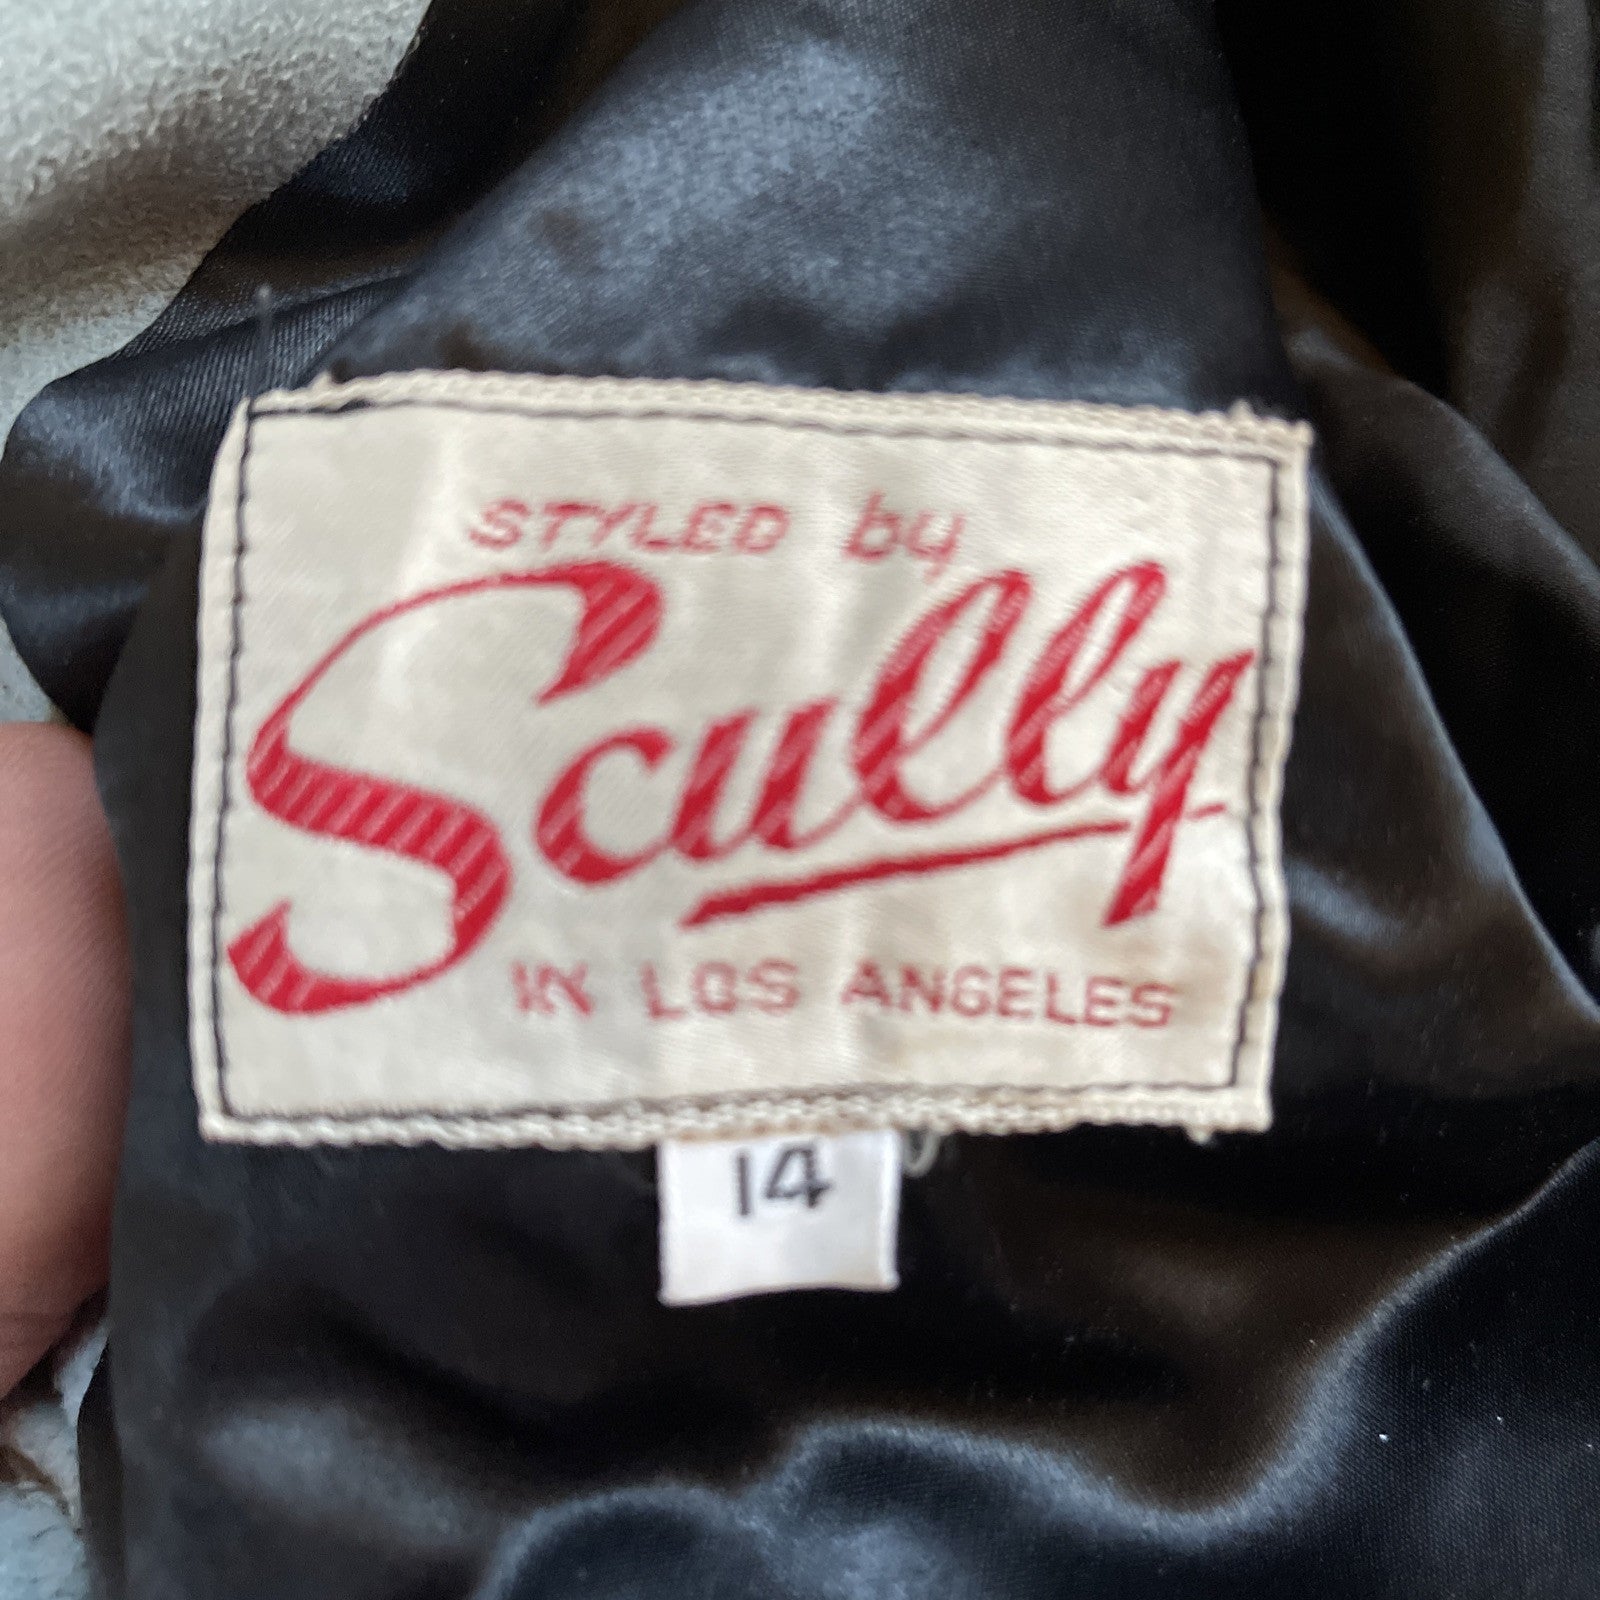 STYLED by
Scully
IN LOS ANGELES
14